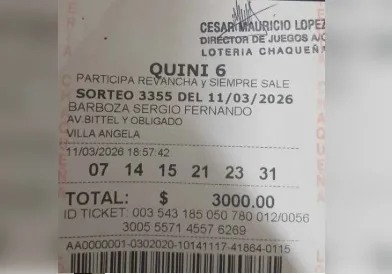 CESAR MAURICIO LOPEZ
DIRECTOR DE JUEGOS A/C
LOTERIA CHAQUEÑA
QUINI 6
PARTICIPA REVANCHA y SIEMPRE SALE
SORTEO 3355 DEL 11/03/2026
BARBOZA SERGIO FERNANDO
AV.BITTEL Y OBLIGADO
VILLA ANGELA
11/03/2026 18:57:42
07 14 15 21 23 31
TOTAL: $ 3000.00
ID TICKET: 003 543 185 050 780 012/0056
3005 5571 4557 6269
AA0000001-0302020-10141117-41864-0115